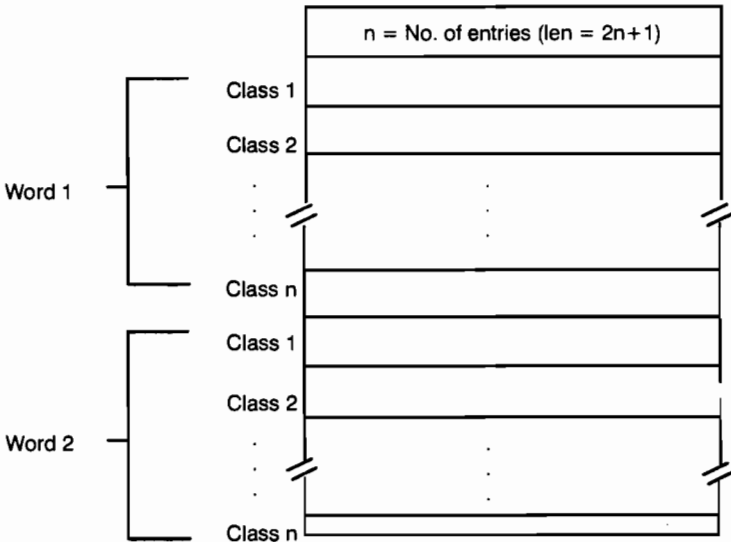 n = No. of entries (len = 2n+1)
Class 1
Class 2
Word 1
Class n
Class 1
Class 2
Word 2
Class n